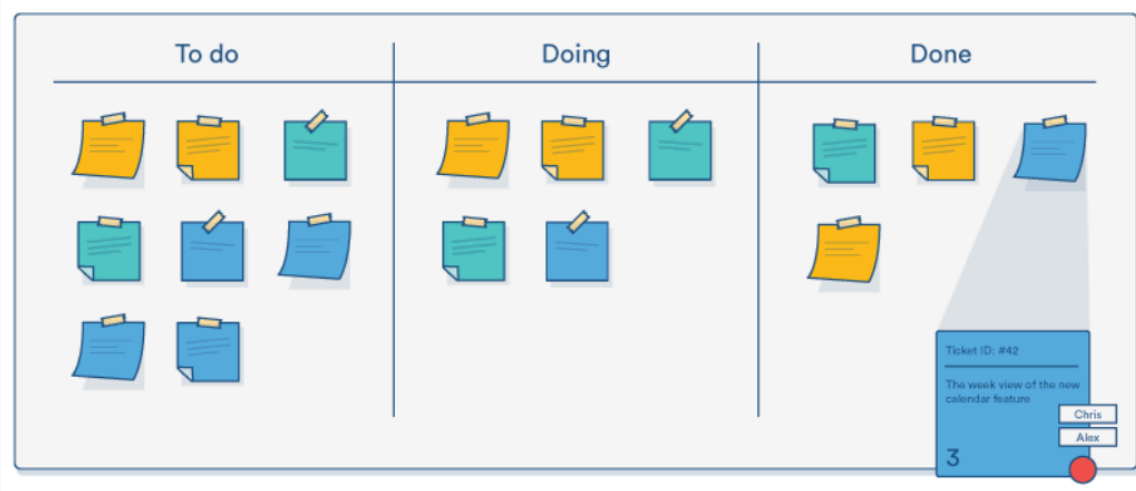 To do
Doing
Done
Ticket ID: #42
The week view of the new
calendar feature
Chris
Alex
3